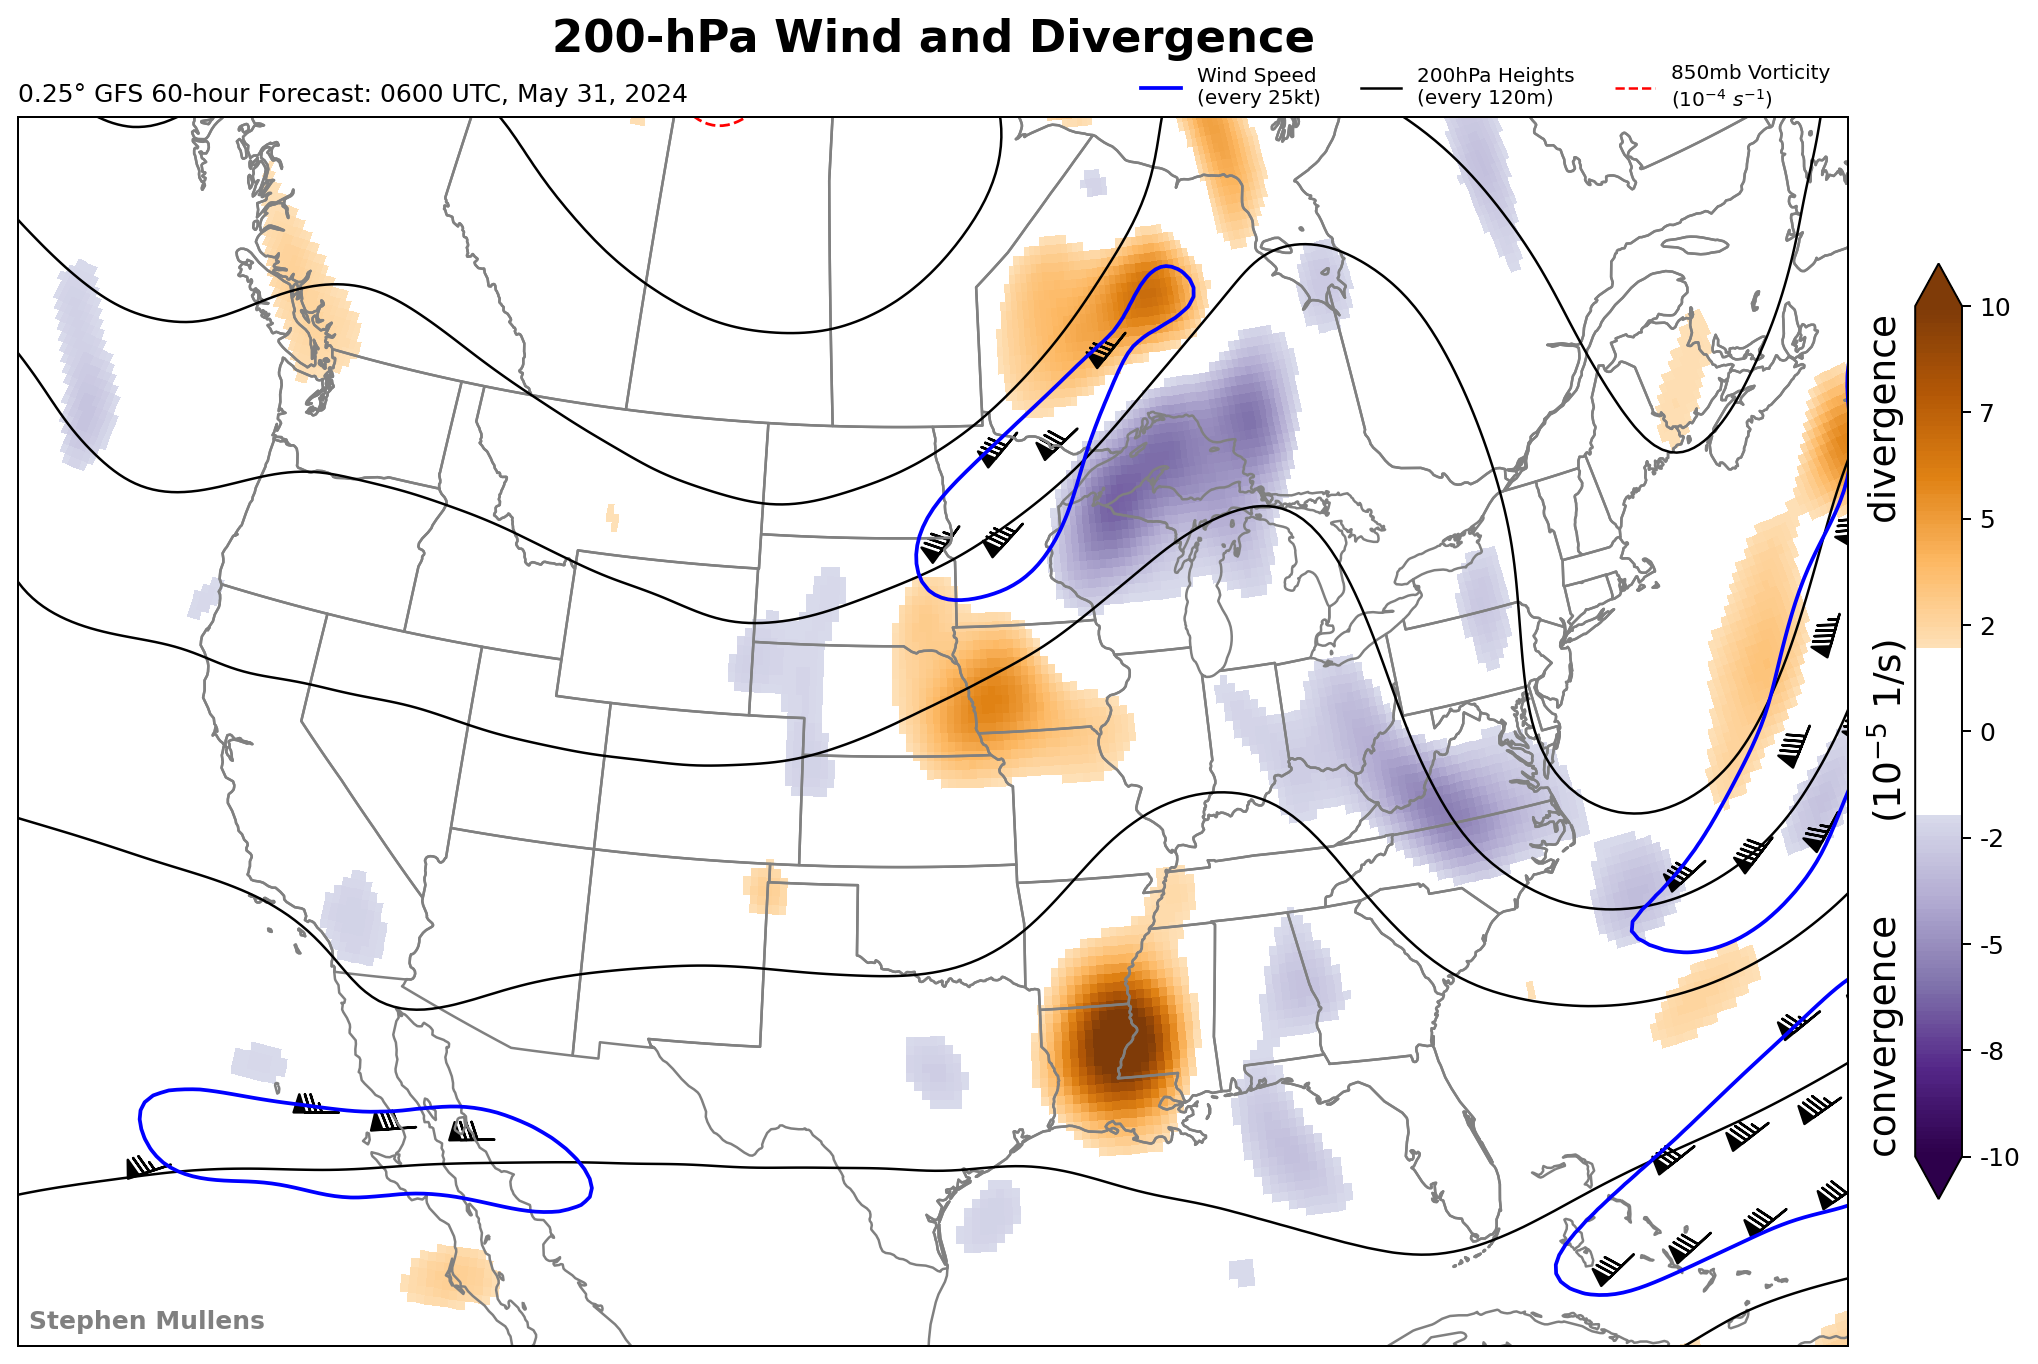 200-hPa Wind and Divergence
0.25° GFS 60-hour Forecast: 0600 UTC, May 31, 2024
Wind Speed
(every 25kt)
200hPa Heights
(every 120m)
850mb Vorticity
(10⁻⁴ s⁻¹)
10
7
5
2
0
-2
-5
-8
-10
convergence (10⁻⁵ 1/s) divergence
Stephen Mullens